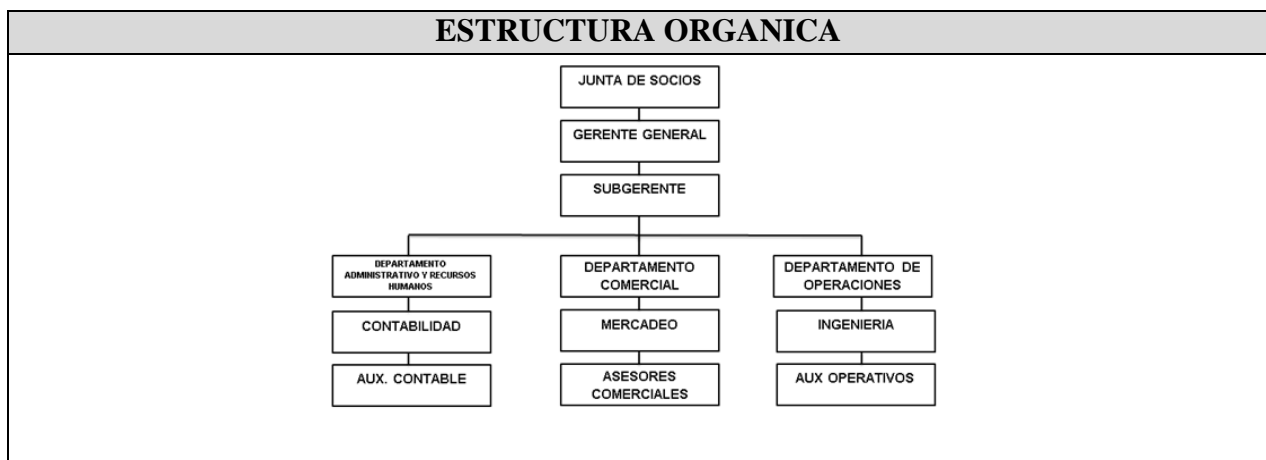 ESTRUCTURA ORGANICA
JUNTA DE SOCIOS
GERENTE GENERAL
SUBGERENTE
DEPARTAMENTO
ADMINISTRATIVO Y RECURSOS
HUMANOS
DEPARTAMENTO
COMERCIAL
DEPARTAMENTO DE
OPERACIONES
CONTABILIDAD
MERCADEO
INGENIERIA
AUX. CONTABLE
ASESORES
COMERCIALES
AUX OPERATIVOS